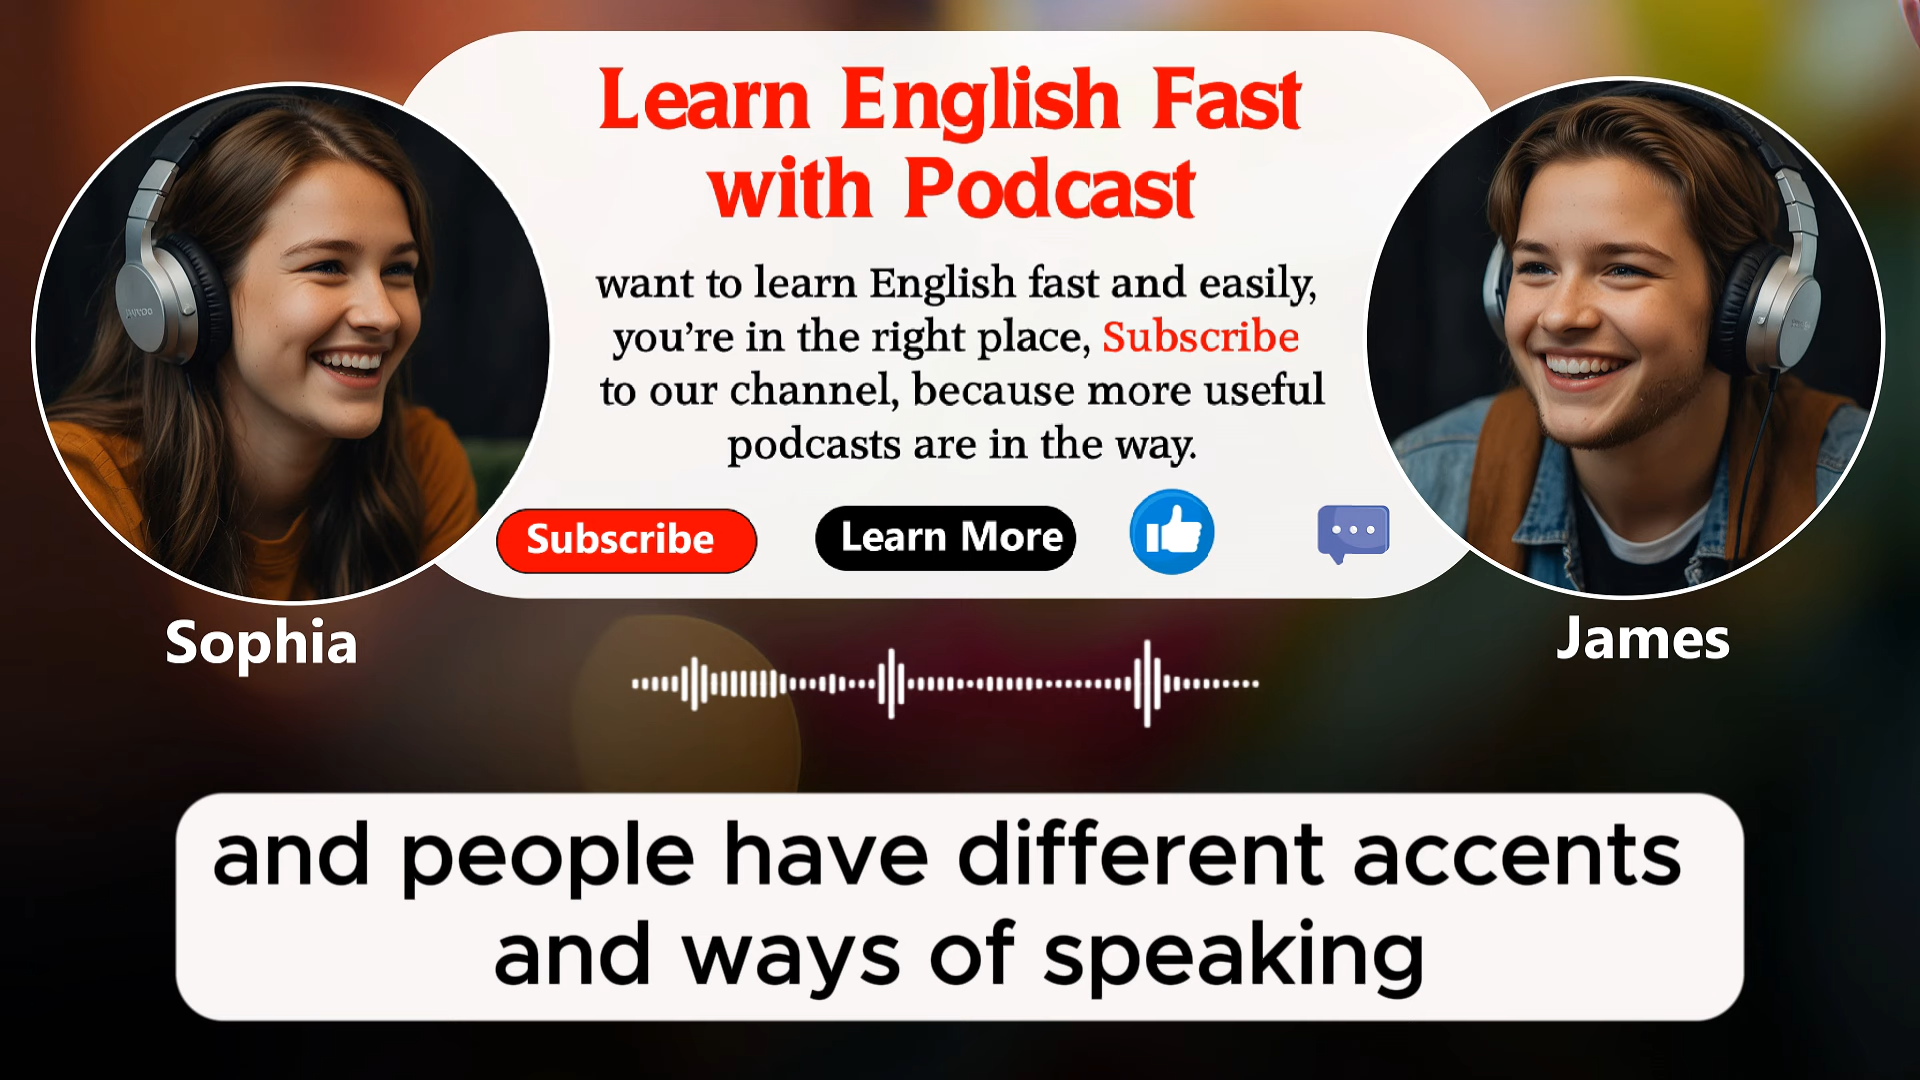 Learn English Fast
with Podcast
want to learn English fast and easily,
you're in the right place, Subscribe
to our channel, because more useful
podcasts are in the way.
Subscribe
Learn More
Sophia
James
and people have different accents
and ways of speaking